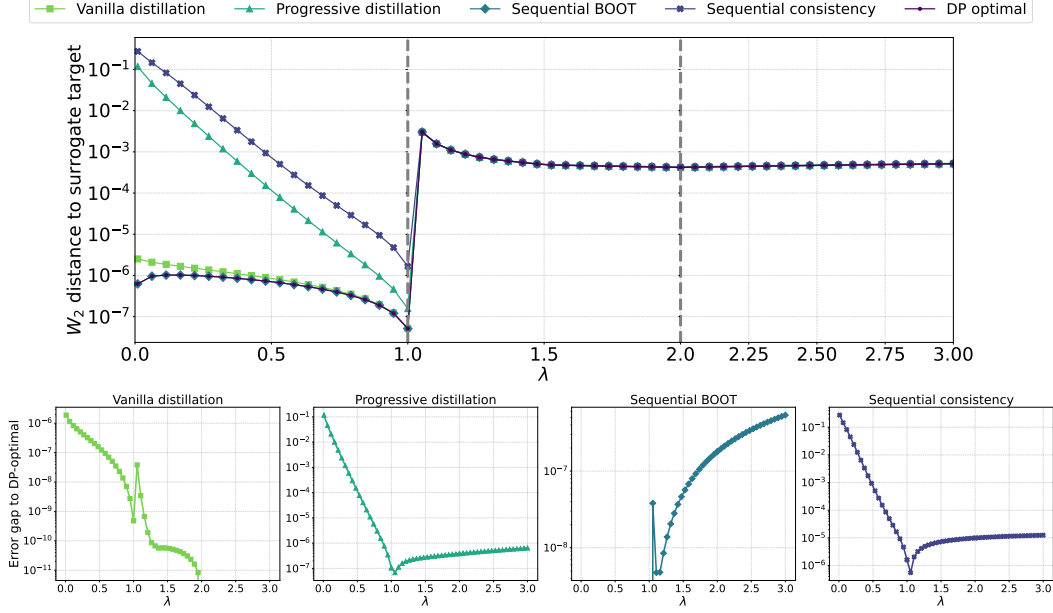 Vanilla distillation Progressive distillation Sequential BOOT Sequential consistency DP optimal
W₂ distance to surrogate target
10⁻¹
10⁻²
10⁻³
10⁻⁴
10⁻⁵
10⁻⁶
10⁻⁷
0.0 0.5 1.0 1.5 2.0 2.25 2.50 2.75 3.00
λ
Vanilla distillation
Error gap to DP-optimal
10⁻⁶
10⁻⁷
10⁻⁸
10⁻⁹
10⁻¹⁰
10⁻¹¹
0.0 0.5 1.0 1.5 2.0 2.5 3.0
λ
Progressive distillation
10⁻¹
10⁻²
10⁻³
10⁻⁴
10⁻⁵
10⁻⁶
10⁻⁷
0.0 0.5 1.0 1.5 2.0 2.5 3.0
λ
Sequential BOOT
10⁻⁷
10⁻⁸
0.0 0.5 1.0 1.5 2.0 2.5 3.0
λ
Sequential consistency
10⁻¹
10⁻²
10⁻³
10⁻⁴
10⁻⁵
10⁻⁶
0.0 0.5 1.0 1.5 2.0 2.5 3.0
λ